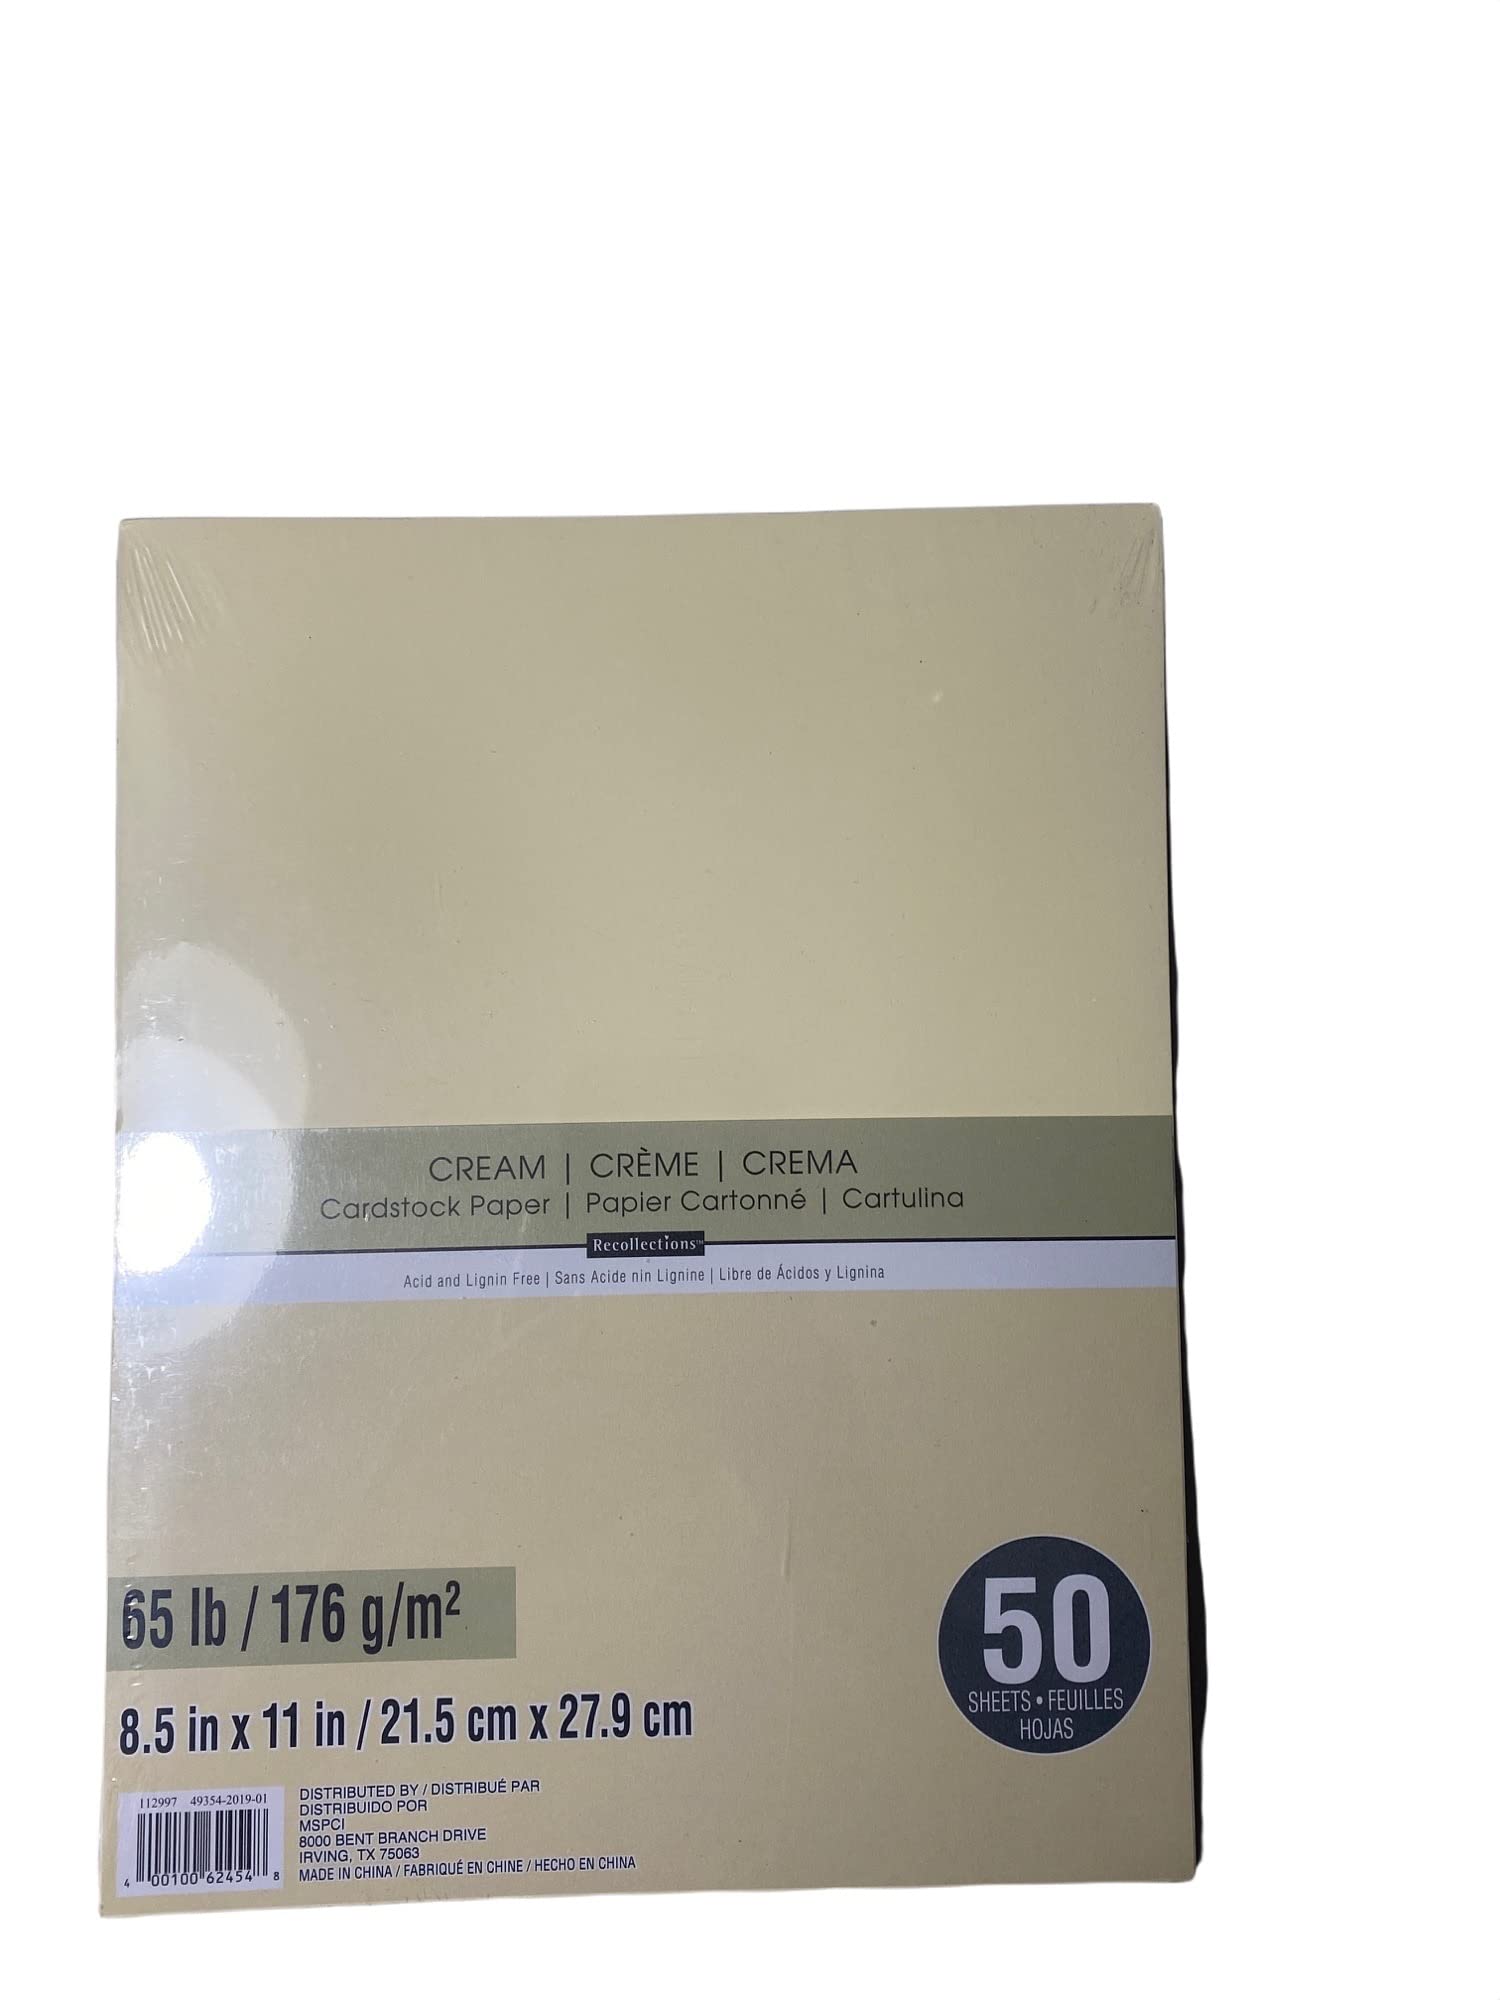 CREAM | CRÈME | CREMA
Cardstock Paper | Papier Cartonné | Cartulina
Recollections™
Acid and Lignin Free | Sans Acide nin Lignine | Libre de Ácidos y Lignina
65 lb / 176 g/m²
8.5 in x 11 in / 21.5 cm x 27.9 cm
50
SHEETS • FEUILLES
HOJAS
112997 49354-2019-01
4 00100 62454 8
DISTRIBUTED BY / DISTRIBUÉ PAR
DISTRIBUIDO POR
MSPCI
8000 BENT BRANCH DRIVE
IRVING, TX 75063
MADE IN CHINA / FABRIQUÉ EN CHINE / HECHO EN CHINA